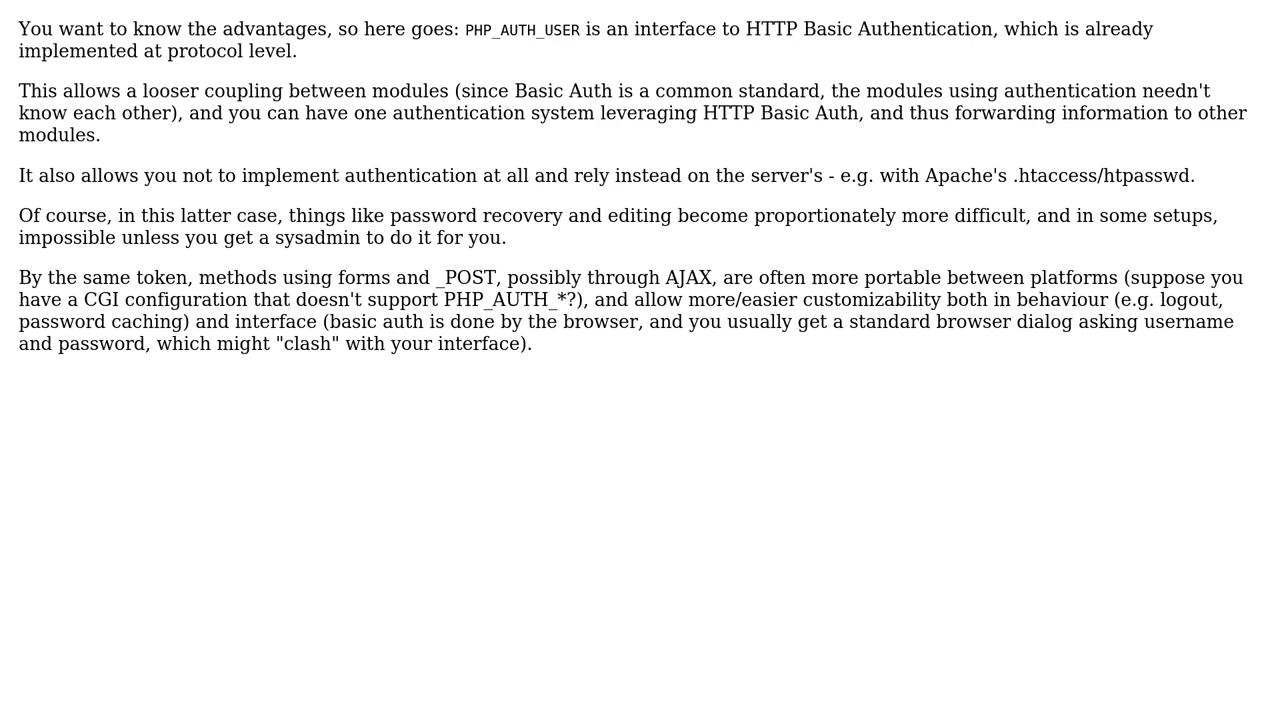 You want to know the advantages, so here goes: PHP_AUTH_USER is an interface to HTTP Basic Authentication, which is already
implemented at protocol level.
This allows a looser coupling between modules (since Basic Auth is a common standard, the modules using authentication needn't
know each other), and you can have one authentication system leveraging HTTP Basic Auth, and thus forwarding information to other
modules.
It also allows you not to implement authentication at all and rely instead on the server's - e.g. with Apache's .htaccess/htpasswd.
Of course, in this latter case, things like password recovery and editing become proportionately more difficult, and in some setups,
impossible unless you get a sysadmin to do it for you.
By the same token, methods using forms and _POST, possibly through AJAX, are often more portable between platforms (suppose you
have a CGI configuration that doesn't support PHP_AUTH_*?), and allow more/easier customizability both in behaviour (e.g. logout,
password caching) and interface (basic auth is done by the browser, and you usually get a standard browser dialog asking username
and password, which might "clash" with your interface).